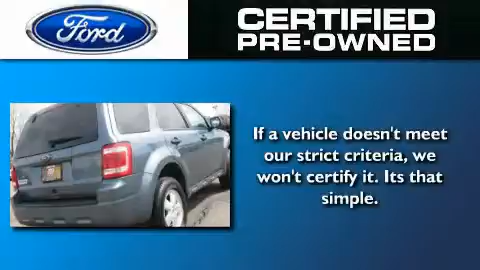 Ford
CERTIFIED
PRE-OWNED
If a vehicle doesn't meet
our strict criteria, we
won't certify it. Its that
simple.